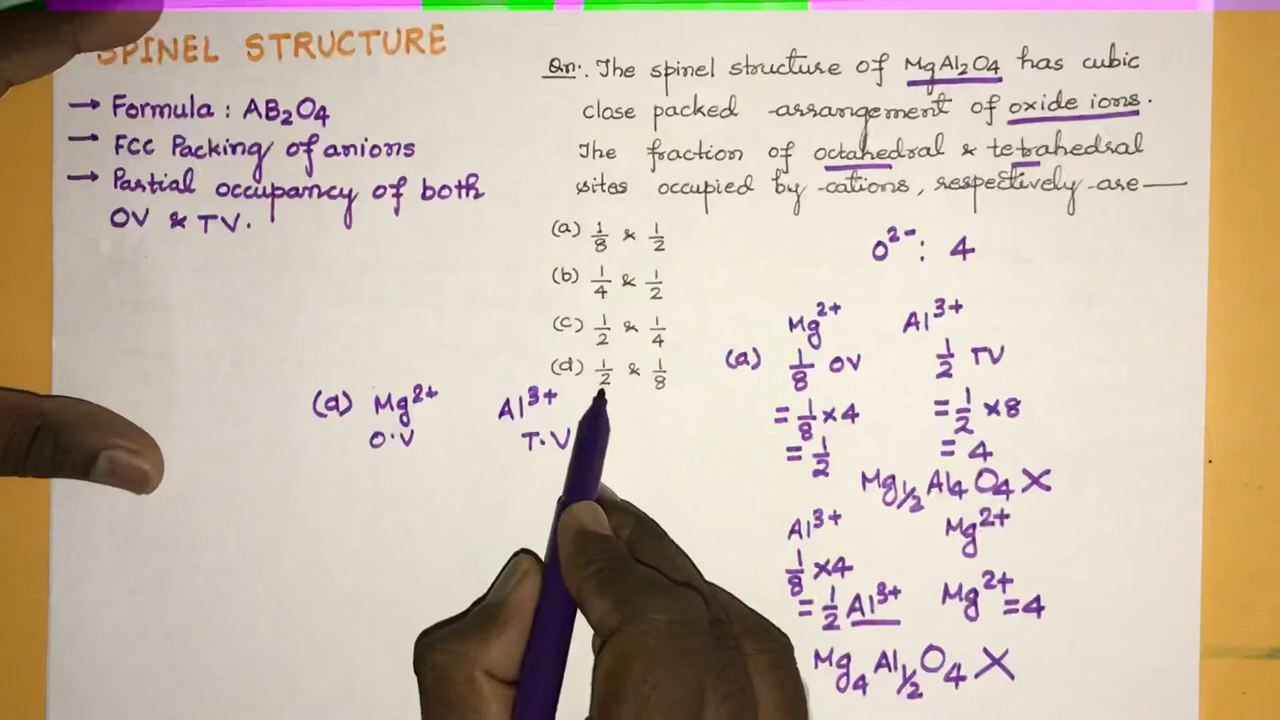 SPINEL STRUCTURE
→ Formula : AB2O4
→ FCC Packing of anions
→ Partial occupancy of both
OV & TV.
Qn:. The spinel structure of MgAl2O4 has cubic
close packed arrangement of oxide ions.
The fraction of octahedral & tetrahedral
sites occupied by cations, respectively are —
(a) 1/8 & 1/2
(b) 1/4 & 1/2
(c) 1/2 & 1/4
(d) 1/2 & 1/8
O2-: 4
Mg2+ Al3+
(a) 1/8 OV 1/2 TV
= 1/8 ×4 = 1/2 ×8
= 1/2 = 4
Mg1/2 Al4 O4 X
Al3+ Mg2+
1/8 ×4
= 1/2 Al3+ Mg2+ =4
Mg4 Al1/2 O4 X
(d) Mg2+ Al3+
O.V T.V